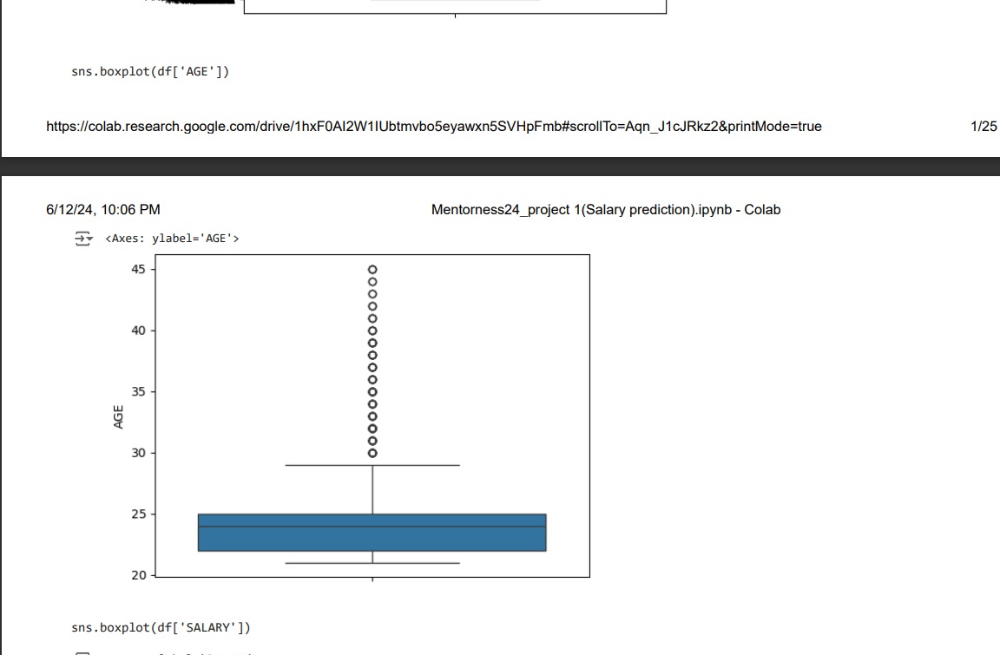 sns.boxplot(df['AGE'])
https://colab.research.google.com/drive/1hxF0AI2W1IUbtmvbo5eyawxn5SVHpFmb#scrollTo=Aqn_J1cJRkz2&printMode=true 1/25
6/12/24, 10:06 PM Mentorness24_project 1(Salary prediction).ipynb - Colab
<Axes: ylabel='AGE'>
45
40
35
AGE
30
25
20
sns.boxplot(df['SALARY'])